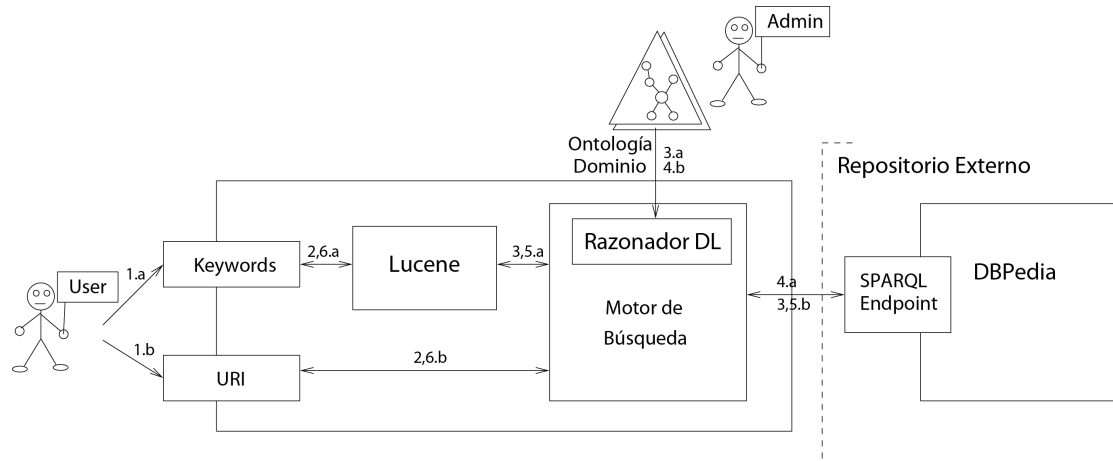 Admin
Ontología
Dominio
3.a
4.b
Repositorio Externo
User
1.a
1.b
Keywords
2,6.a
Lucene
3,5.a
Razonador DL
Motor de
Búsqueda
4.a
3,5.b
SPARQL
Endpoint
DBPedia
URI
2,6.b